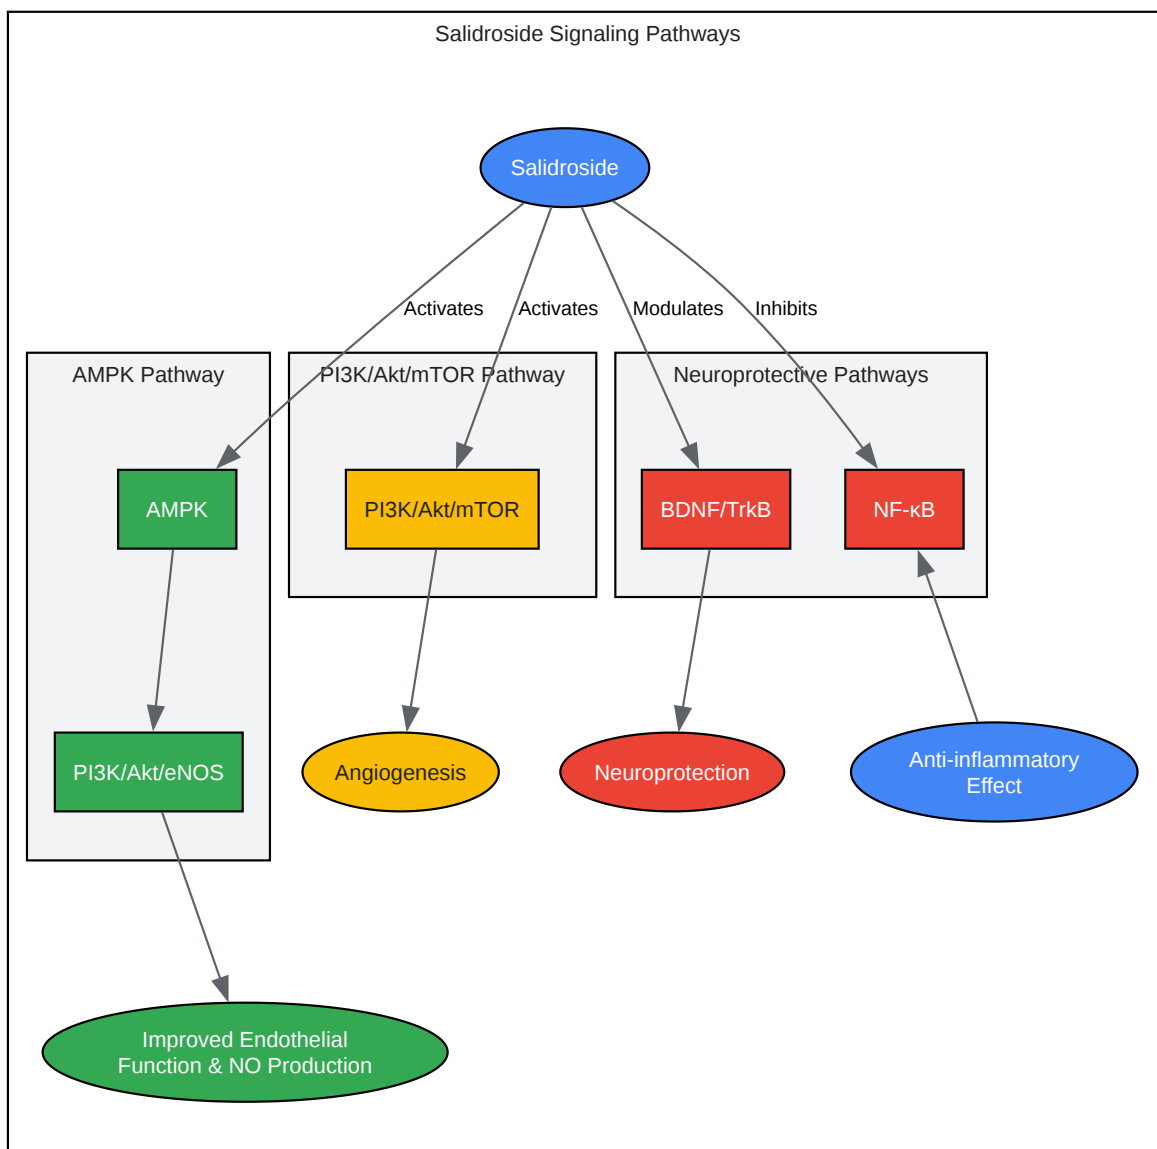 Salidroside Signaling Pathways
Salidroside
Activates
Activates
Modulates
Inhibits
AMPK Pathway
PI3K/Akt/mTOR Pathway
Neuroprotective Pathways
AMPK
PI3K/Akt/mTOR
BDNF/TrkB
NF-κB
PI3K/Akt/eNOS
Angiogenesis
Neuroprotection
Anti-inflammatory
Effect
Improved Endothelial
Function & NO Production